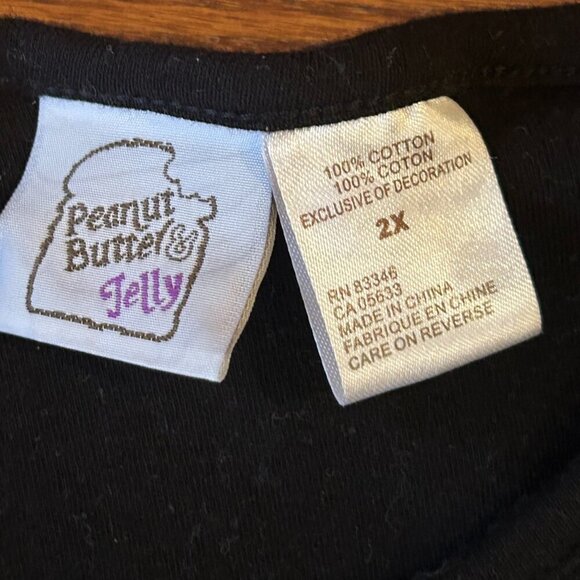 Peanut
Butter &
Jelly
100% COTTON
100% COTON
EXCLUSIVE OF DECORATION
2X
RN 83346
CA 05633
MADE IN CHINA
FABRIQUE EN CHINE
CARE ON REVERSE